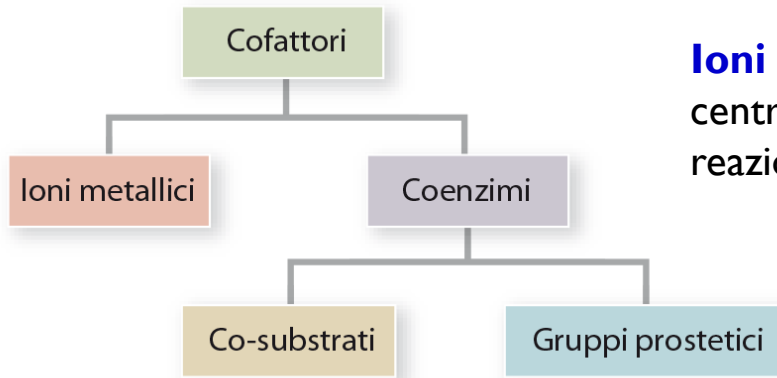 Cofattori
Ioni
Ioni metallici
Coenzimi
Co-substrati
Gruppi prostetici